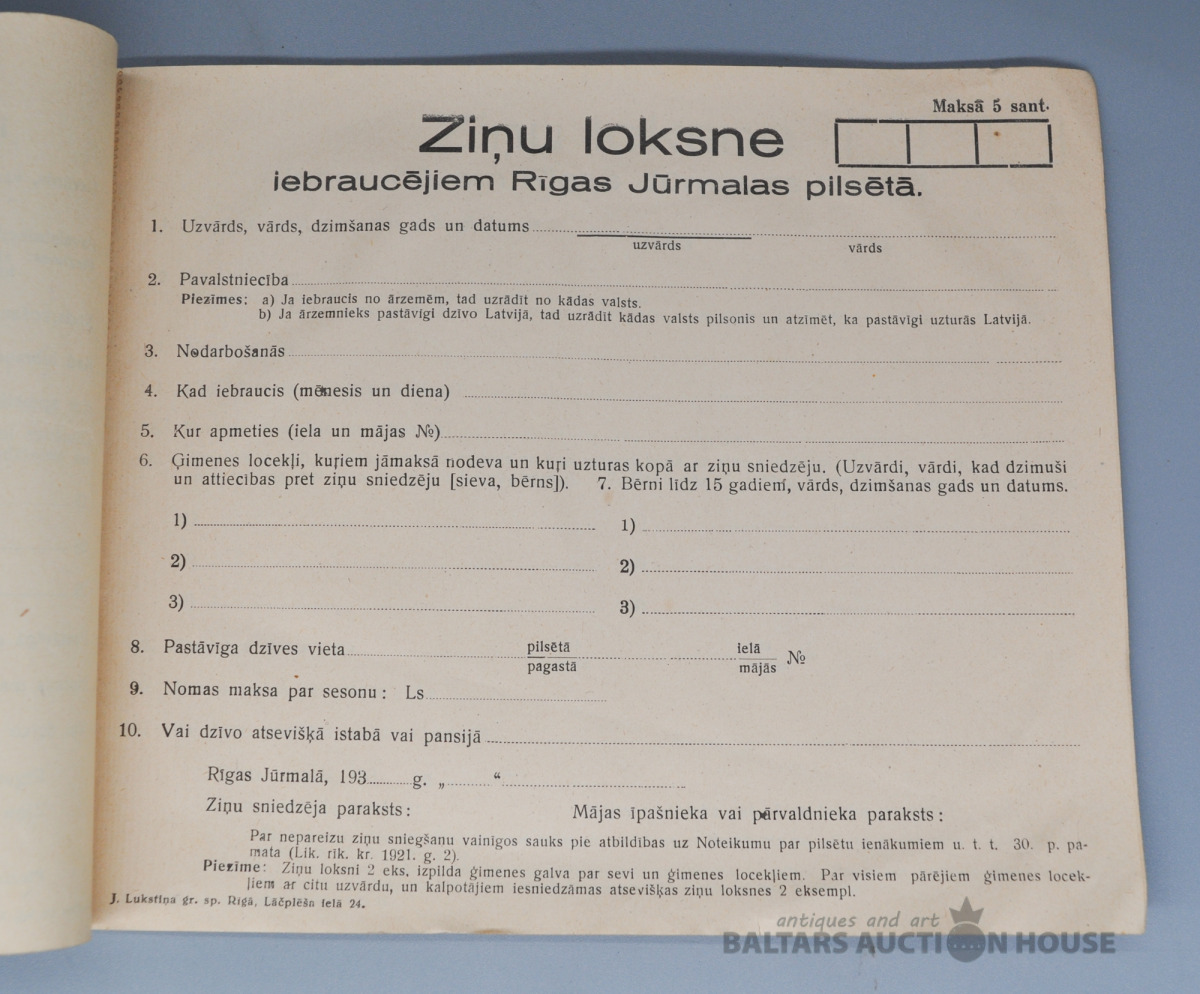 Maksā 5 sant.
Ziņu loksne
iebraucējiem Rīgas Jūrmalas pilsētā.
1. Uzvārds, vārds, dzimšanas gads un datums
uzvārds vārds
2. Pavalstniecība
Piezīmes: a) Ja iebraucis no ārzemēm, tad uzrādīt no kādas valsts.
b) Ja ārzemnieks pastāvīgi dzīvo Latvijā, tad uzrādīt kādas valsts pilsonis un atzīmēt, ka pastāvīgi uzturās Latvijā.
3. Nodarbošanās
4. Kad iebraucis (mēnesis un diena)
5. Kur apmeties (iela un mājas №)
6. Ģimenes locekļi, kuŗiem jāmaksā nodeva un kuŗi uzturas kopā ar ziņu sniedzēju. (Uzvārdi, vārdi, kad dzimuši
un attiecības pret ziņu sniedzēju [sieva, bērns]). 7. Bērni līdz 15 gadiem, vārds, dzimšanas gads un datums.
1) 1)
2) 2)
3) 3)
8. Pastāvīga dzīves vieta pilsētā ielā №
pagastā mājās
9. Nomas maksa par sesonu: Ls
10. Vai dzīvo atsevišķā istabā vai pansijā
Rīgas Jūrmalā, 193 g. „ “
Ziņu sniedzēja paraksts: Mājas īpašnieka vai pārvaldnieka paraksts:
Par nepareizu ziņu sniegšanu vainīgos sauks pie atbildības uz Noteikumu par pilsētu ienākumiem u. t. t. 30. p. pa-
mata (Lik. rīk. kr. 1921. g. 2).
Piezīme: Ziņu loksni 2 eks. izpilda ģimenes galva par sevi un ģimenes locekļiem. Par visiem pārējiem ģimenes locek-
ļiem ar citu uzvārdu, un kalpotājiem iesniedzāmas atsevišķas ziņu loksnes 2 eksempl.
J. Lukstiņa gr. sp. Rīgā, Lāčplēša ielā 24.
antiques and art
BALTARS AUCTION HOUSE